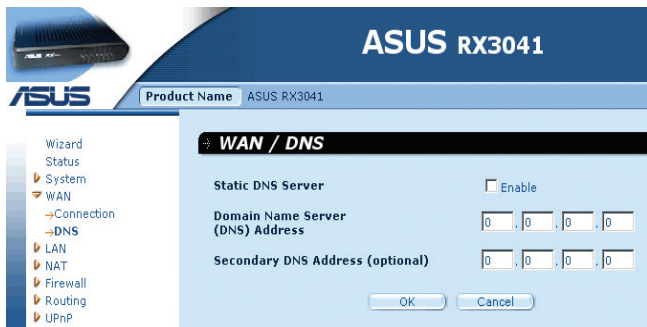 ASUS RX3041
ASUS
Product Name ASUS RX3041
Wizard
Status
System
WAN
Connection
DNS
LAN
NAT
Firewall
Routing
UPnP
WAN / DNS
Static DNS Server Enable
Domain Name Server
(DNS) Address 0 . 0 . 0 . 0
Secondary DNS Address (optional) 0 . 0 . 0 . 0
OK Cancel